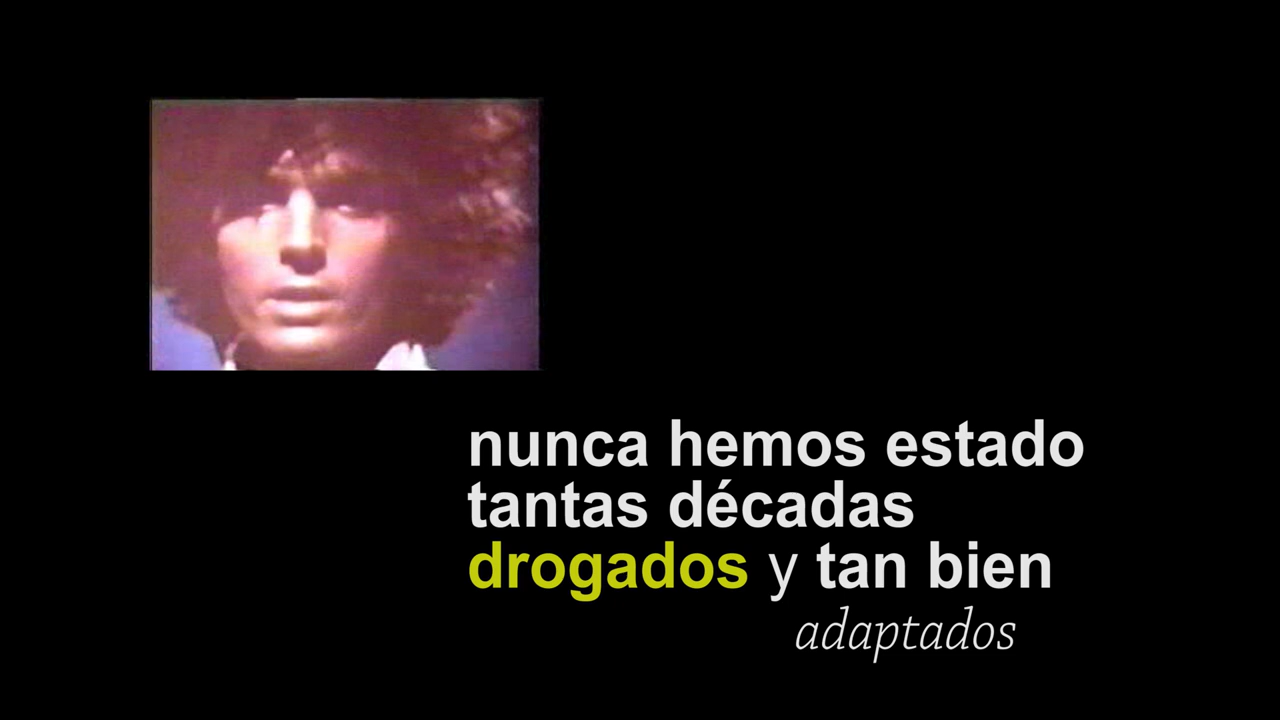 nunca hemos estado
tantas décadas
drogados y tan bien
adaptados